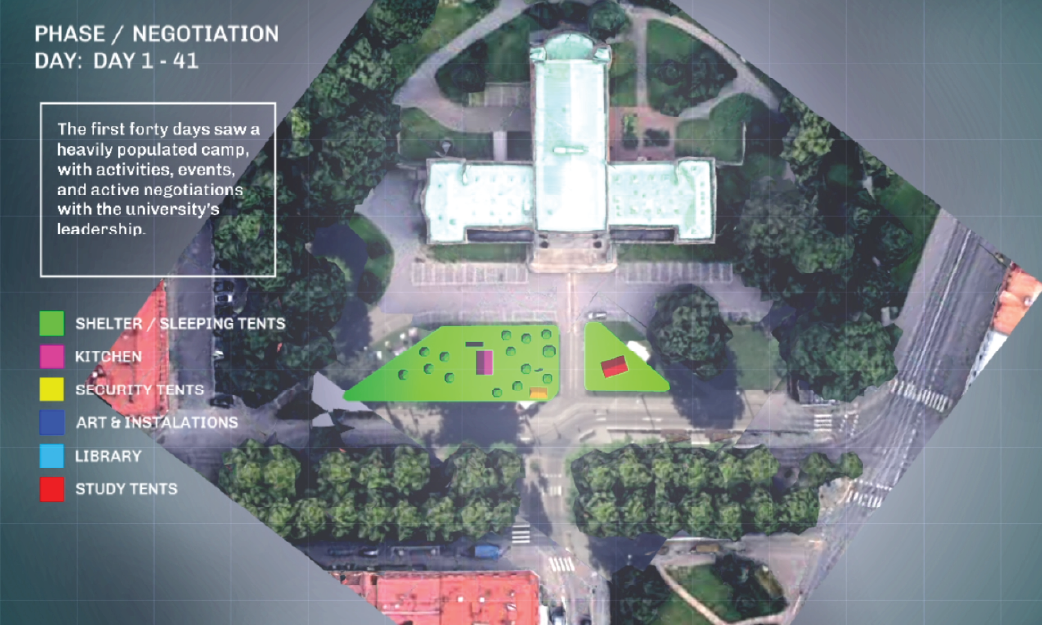 PHASE / NEGOTIATION
DAY: DAY 1 - 41
The first forty days saw a
heavily populated camp,
with activities, events,
and active negotiations
with the university's
leadership.
SHELTER / SLEEPING TENTS
KITCHEN
SECURITY TENTS
ART & INSTALATIONS
LIBRARY
STUDY TENTS